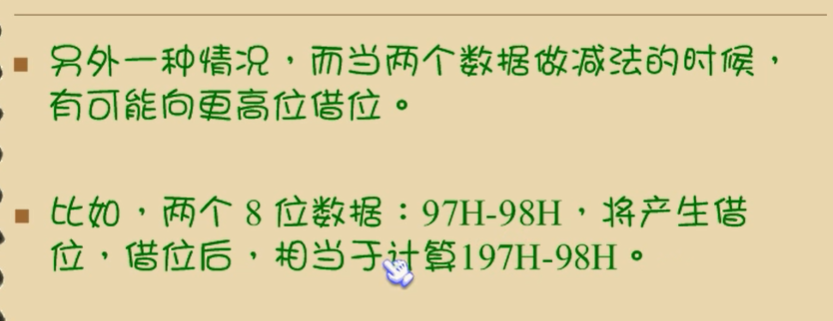 另外一种情况，而当两个数据做减法的时候，
有可能向更高位借位。
比如，两个 8 位数据：97H-98H，将产生借
位，借位后，相当于计算197H-98H。